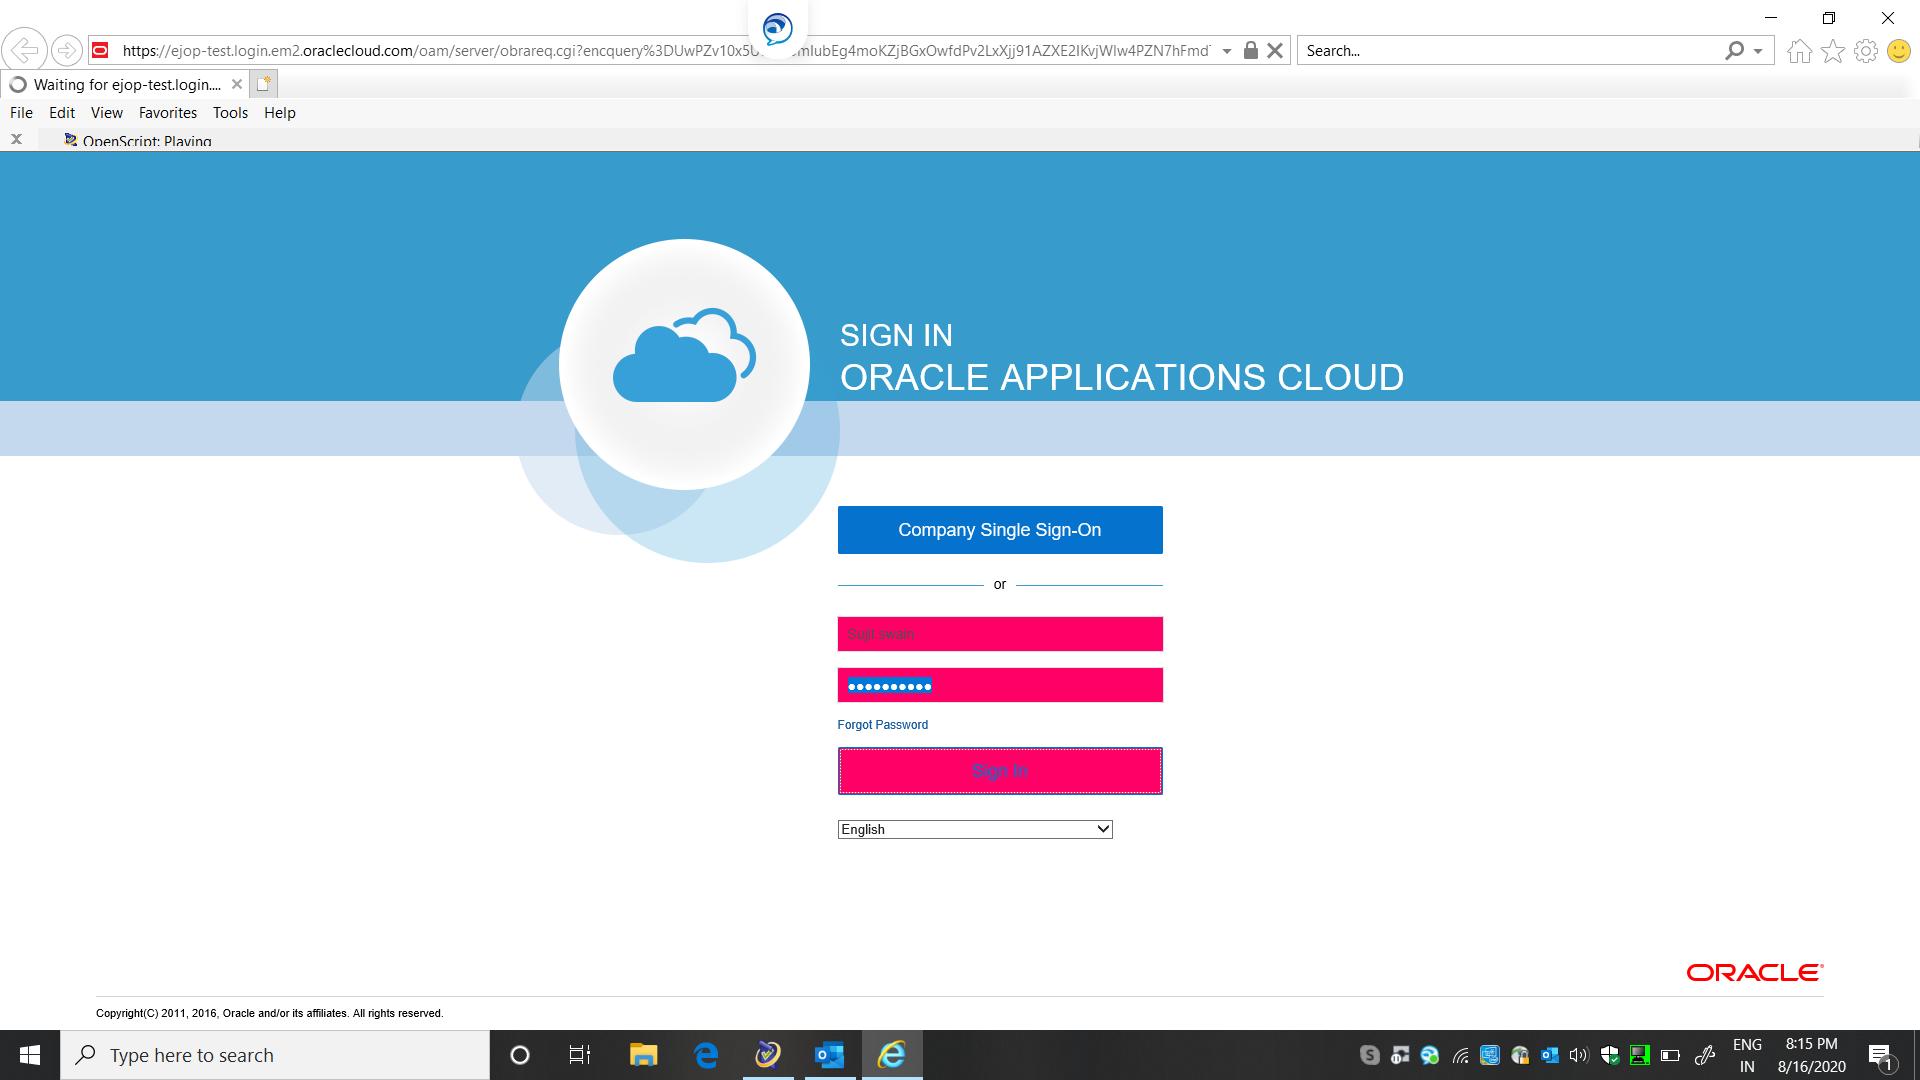 https://ejop-test.login.em2.oraclecloud.com/oam/server/obrareq.cgi?encquery%3DUwPZv10x5U
Search...
Waiting for ejop-test.login....
File Edit View Favorites Tools Help
OpenScript: Playing
SIGN IN
ORACLE APPLICATIONS CLOUD
Company Single Sign-On
or
Sujit.swain
Forgot Password
Sign In
English
ORACLE
Copyright(C) 2011, 2016, Oracle and/or its affiliates. All rights reserved.
Type here to search
ENG
IN
8:15 PM
8/16/2020
1